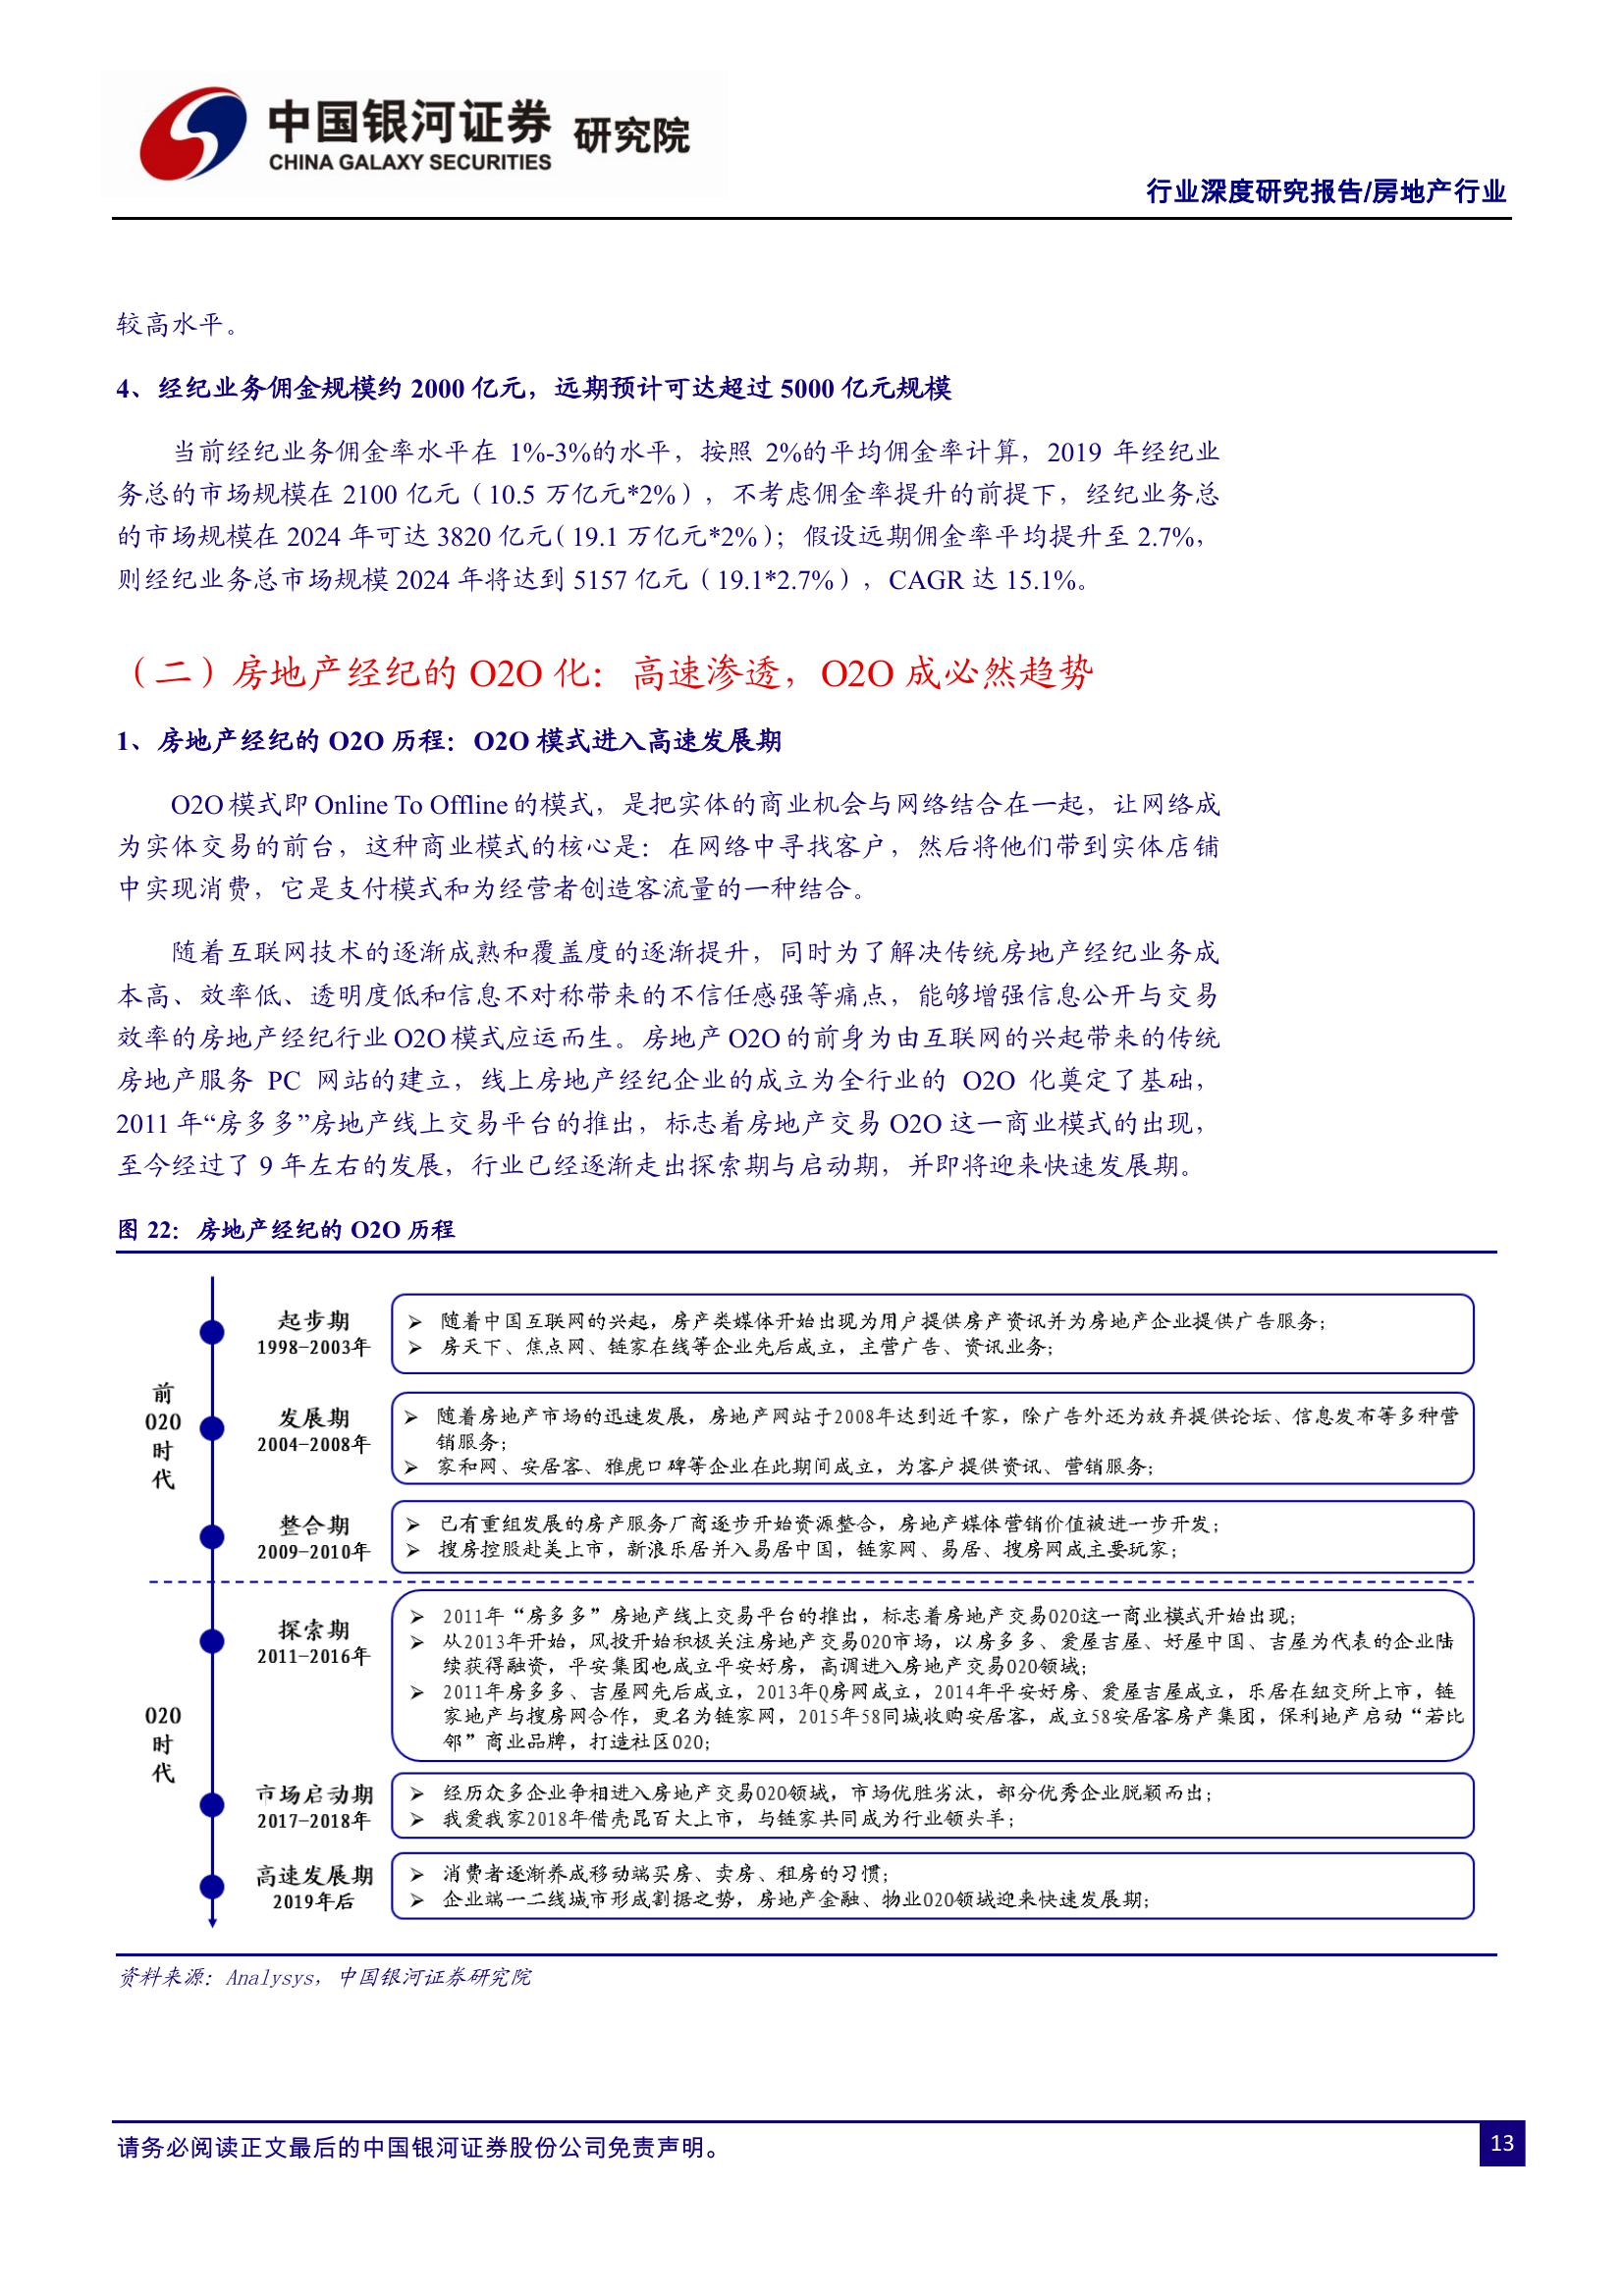 中国银河证券 研究院
CHINA GALAXY SECURITIES
行业深度研究报告/房地产行业
较高水平。
4、经纪业务佣金规模约 2000 亿元，远期预计可达超过 5000 亿元规模
当前经纪业务佣金率水平在 1%-3%的水平，按照 2%的平均佣金率计算，2019 年经纪业
务总的市场规模在 2100 亿元（10.5 万亿元*2%），不考虑佣金率提升的前提下，经纪业务总
的市场规模在 2024 年可达 3820 亿元（19.1 万亿元*2%）；假设远期佣金率平均提升至 2.7%，
则经纪业务总市场规模 2024 年将达到 5157 亿元（19.1*2.7%），CAGR 达 15.1%。
（二）房地产经纪的 O2O 化：高速渗透，O2O 成必然趋势
1、房地产经纪的 O2O 历程：O2O 模式进入高速发展期
O2O 模式即 Online To Offline 的模式，是把实体的商业机会与网络结合在一起，让网络成
为实体交易的前台，这种商业模式的核心是：在网络中寻找客户，然后将他们带到实体店铺
中实现消费，它是支付模式和为经营者创造客流量的一种结合。
随着互联网技术的逐渐成熟和覆盖度的逐渐提升，同时为了解决传统房地产经纪业务成
本高、效率低、透明度低和信息不对称带来的不信任感强等痛点，能够增强信息公开与交易
效率的房地产经纪行业 O2O 模式应运而生。房地产 O2O 的前身为由互联网的兴起带来的传统
房地产服务 PC 网站的建立，线上房地产经纪企业的成立为全行业的 O2O 化奠定了基础，
2011 年“房多多”房地产线上交易平台的推出，标志着房地产交易 O2O 这一商业模式的出现，
至今经过了 9 年左右的发展，行业已经逐渐走出探索期与启动期，并即将迎来快速发展期。
图 22：房地产经纪的 O2O 历程
前
O2O
时
代
起步期
1998-2003年
➢ 随着中国互联网的兴起，房产类媒体开始出现为用户提供房产资讯并为房地产企业提供广告服务；
➢ 房天下、焦点网、链家在线等企业先后成立，主营广告、资讯业务；
发展期
2004-2008年
➢ 随着房地产市场的迅速发展，房地产网站于2008年达到近千家，除广告外还为放弃提供论坛、信息发布等多种营
销服务；
➢ 家和网、安居客、雅虎口碑等企业在此期间成立，为客户提供资讯、营销服务；
整合期
2009-2010年
➢ 已有重组发展的房产服务厂商逐步开始资源整合，房地产媒体营销价值被进一步开发；
➢ 搜房控股赴美上市，新浪乐居并入易居中国，链家网、易居、搜房网成主要玩家；
O2O
时
代
探索期
2011-2016年
➢ 2011年“房多多”房地产线上交易平台的推出，标志着房地产交易O2O这一商业模式开始出现；
➢ 从2013年开始，风投开始积极关注房地产交易O2O市场，以房多多、爱屋吉屋、好屋中国、吉屋为代表的企业陆
续获得融资，平安集团也成立平安好房，高调进入房地产交易O2O领域；
➢ 2011年房多多、吉屋网先后成立，2013年Q房网成立，2014年平安好房、爱屋吉屋成立，乐居在纽交所上市，链
家地产与搜房网合作，更名为链家网，2015年58同城收购安居客，成立58安居客房产集团，保利地产启动“若比
邻”商业品牌，打造社区O2O；
市场启动期
2017-2018年
➢ 经历众多企业争相进入房地产交易O2O领域，市场优胜劣汰，部分优秀企业脱颖而出；
➢ 我爱我家2018年借壳昆百大上市，与链家共同成为行业领头羊；
高速发展期
2019年后
➢ 消费者逐渐养成移动端买房、卖房、租房的习惯；
➢ 企业端一二线城市形成割据之势，房地产金融、物业O2O领域迎来快速发展期；
资料来源：Analysys，中国银河证券研究院
请务必阅读正文最后的中国银河证券股份公司免责声明。
13